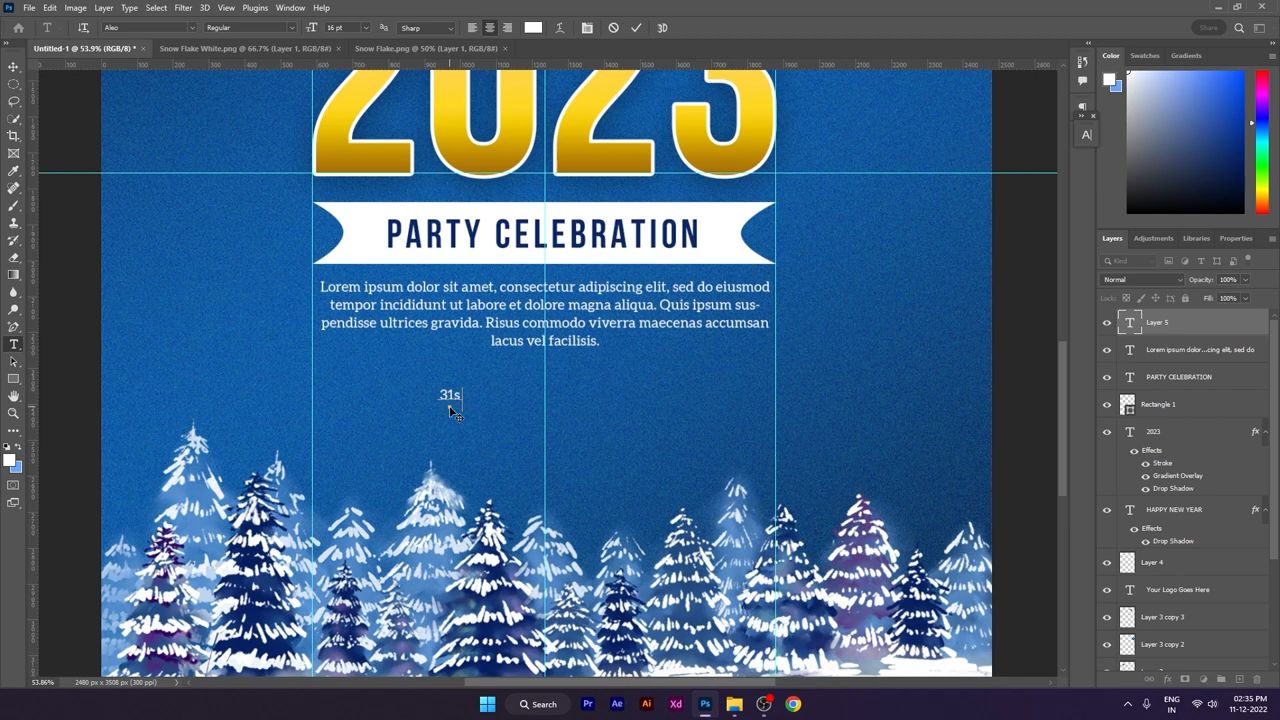 File Edit Image Layer Type Select Filter 3D View Plugins Window Help
Aleo Regular 16 pt Sharp Share
Untitled-1 @ 53.9% (RGB/8) * Snow Flake White.png @ 66.7% (Layer 1, RGB/8#) Snow Flake.png @ 50% (Layer 1, RGB/8#)
Color Swatches Gradients
2023
PARTY CELEBRATION
Lorem ipsum dolor sit amet, consectetur adipiscing elit, sed do eiusmod
tempor incididunt ut labore et dolore magna aliqua. Quis ipsum sus-
pendisse ultrices gravida. Risus commodo viverra maecenas accumsan
lacus vel facilisis.
31s
Layers Adjustments Libraries Properties
Kind
Normal Opacity: 100%
Lock: Fill: 100%
Layer 5
Lorem ipsum dolor...cing elit, sed do
PARTY CELEBRATION
Rectangle 1
2023 fx
Effects
Stroke
Gradient Overlay
Drop Shadow
HAPPY NEW YEAR fx
Effects
Drop Shadow
Layer 4
Your Logo Goes Here
Layer 3 copy 3
Layer 3 copy 2
53.86% 2480 px x 3508 px (300 ppi)
Search
ENG
IN
02:35 PM
11-12-2022